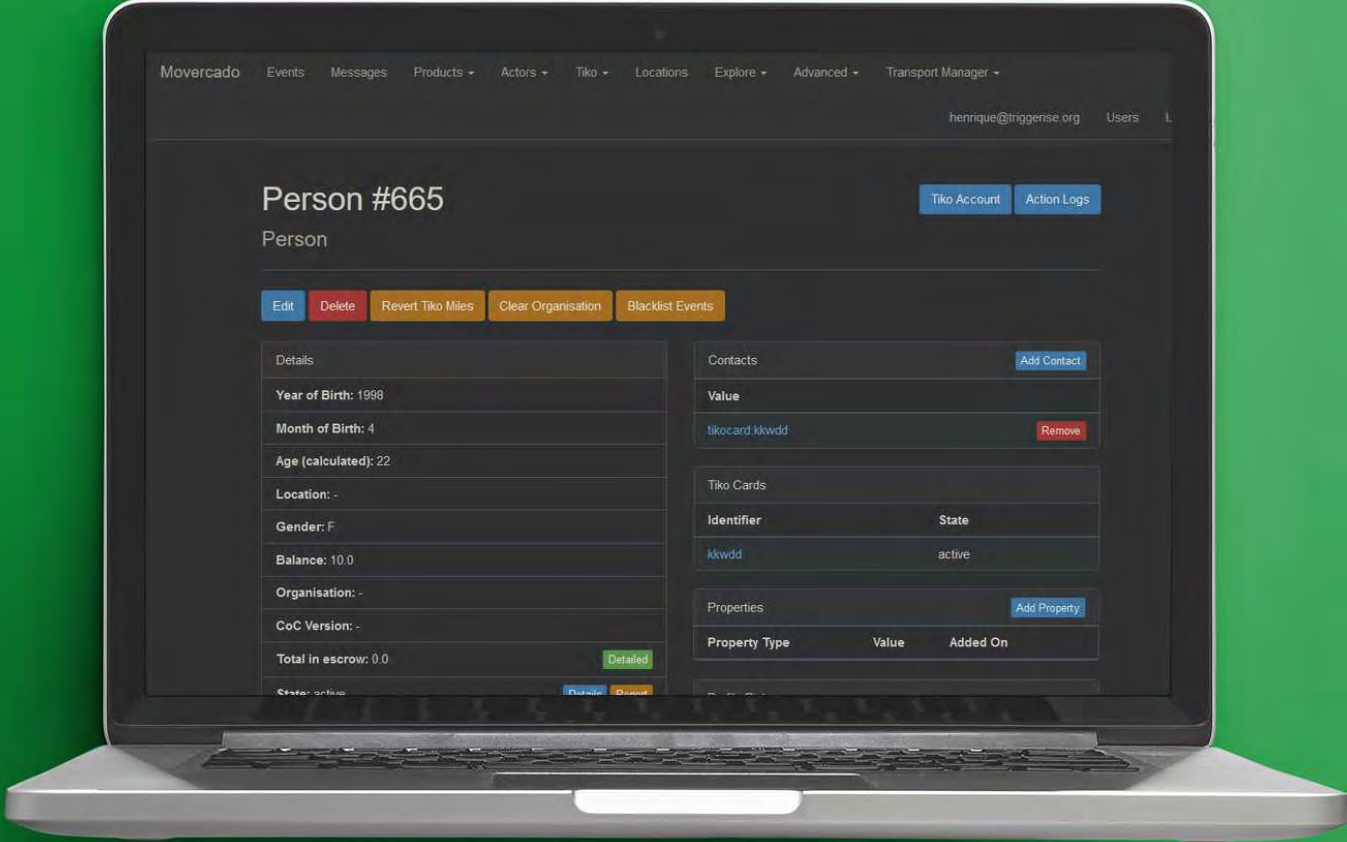 Movercado Events Messages Products Actors Tiko Locations Explore Advanced Transport Manager
henrique@triggerise.org Users
Person #665
Tiko Account Action Logs
Person
Edit Delete Revert Tiko Miles Clear Organisation Blacklist Events
Details
Year of Birth: 1998
Month of Birth: 4
Age (calculated): 22
Location: -
Gender: F
Balance: 10.0
Organisation: -
CoC Version: -
Total in escrow: 0.0 Detailed
State: active Details Report
Contacts Add Contact
Value
tikocard:kkwdd Remove
Tiko Cards
Identifier State
kkwdd active
Properties Add Property
Property Type Value Added On